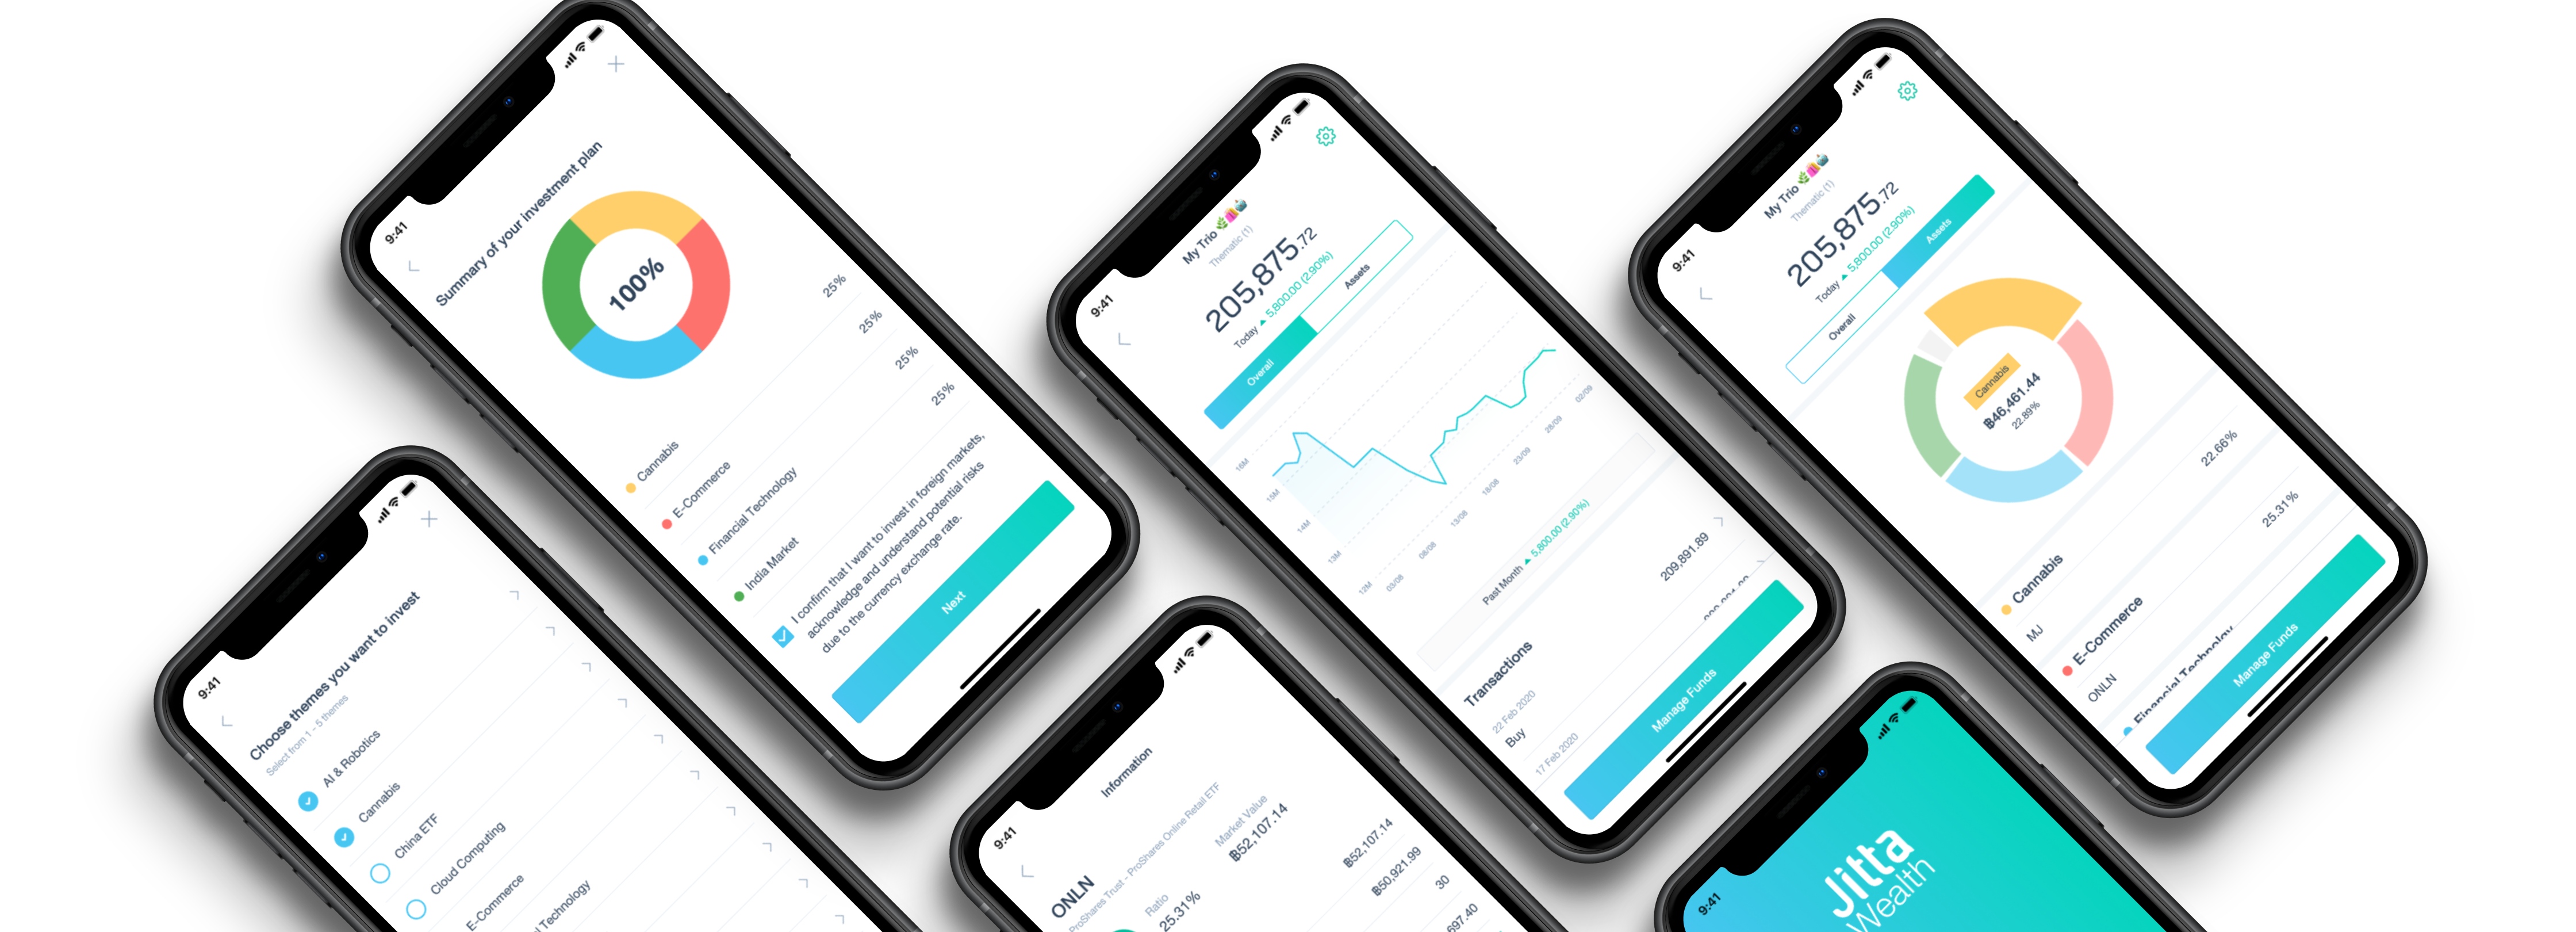 9:41
Summary of your investment plan
100%
Cannabis 25%
E-Commerce 25%
Financial Technology 25%
India Market 25%
I confirm that I want to invest in foreign markets,
acknowledge and understand potential risks
due to the currency exchange rate.
Next
9:41
Choose themes you want to invest
Select from 1 - 5 themes
AI & Robotics
Cannabis
China ETF
Cloud Computing
E-Commerce
l Technology
9:41
My Trio
Thematic (1)
205,875.72
Today ▲ 5,800.00 (2.90%)
Overall Assets
16M
15M
14M
13M
12M
03/08 08/08 13/08 18/08 23/09 28/09 02/09
Past Month ▲ 5,800.00 (2.90%)
Transactions
22 Feb 2020
Buy 209,891.89
17 Feb 2020
Manage Funds
9:41
Information
ONLN
ProShares Trust - ProShares Online Retail ETF
Ratio Market Value
25.31% ฿52,107.14
฿52,107.14
฿50,921.99
30
697.40
9:41
My Trio
Thematic (1)
205,875.72
Today ▲ 5,800.00 (2.90%)
Overall Assets
Cannabis
฿46,461.44
22.89%
Cannabis 22.66%
MJ
E-Commerce 25.31%
ONLN
Financial Technology
Manage Funds
9:41
Jitta
Wealth